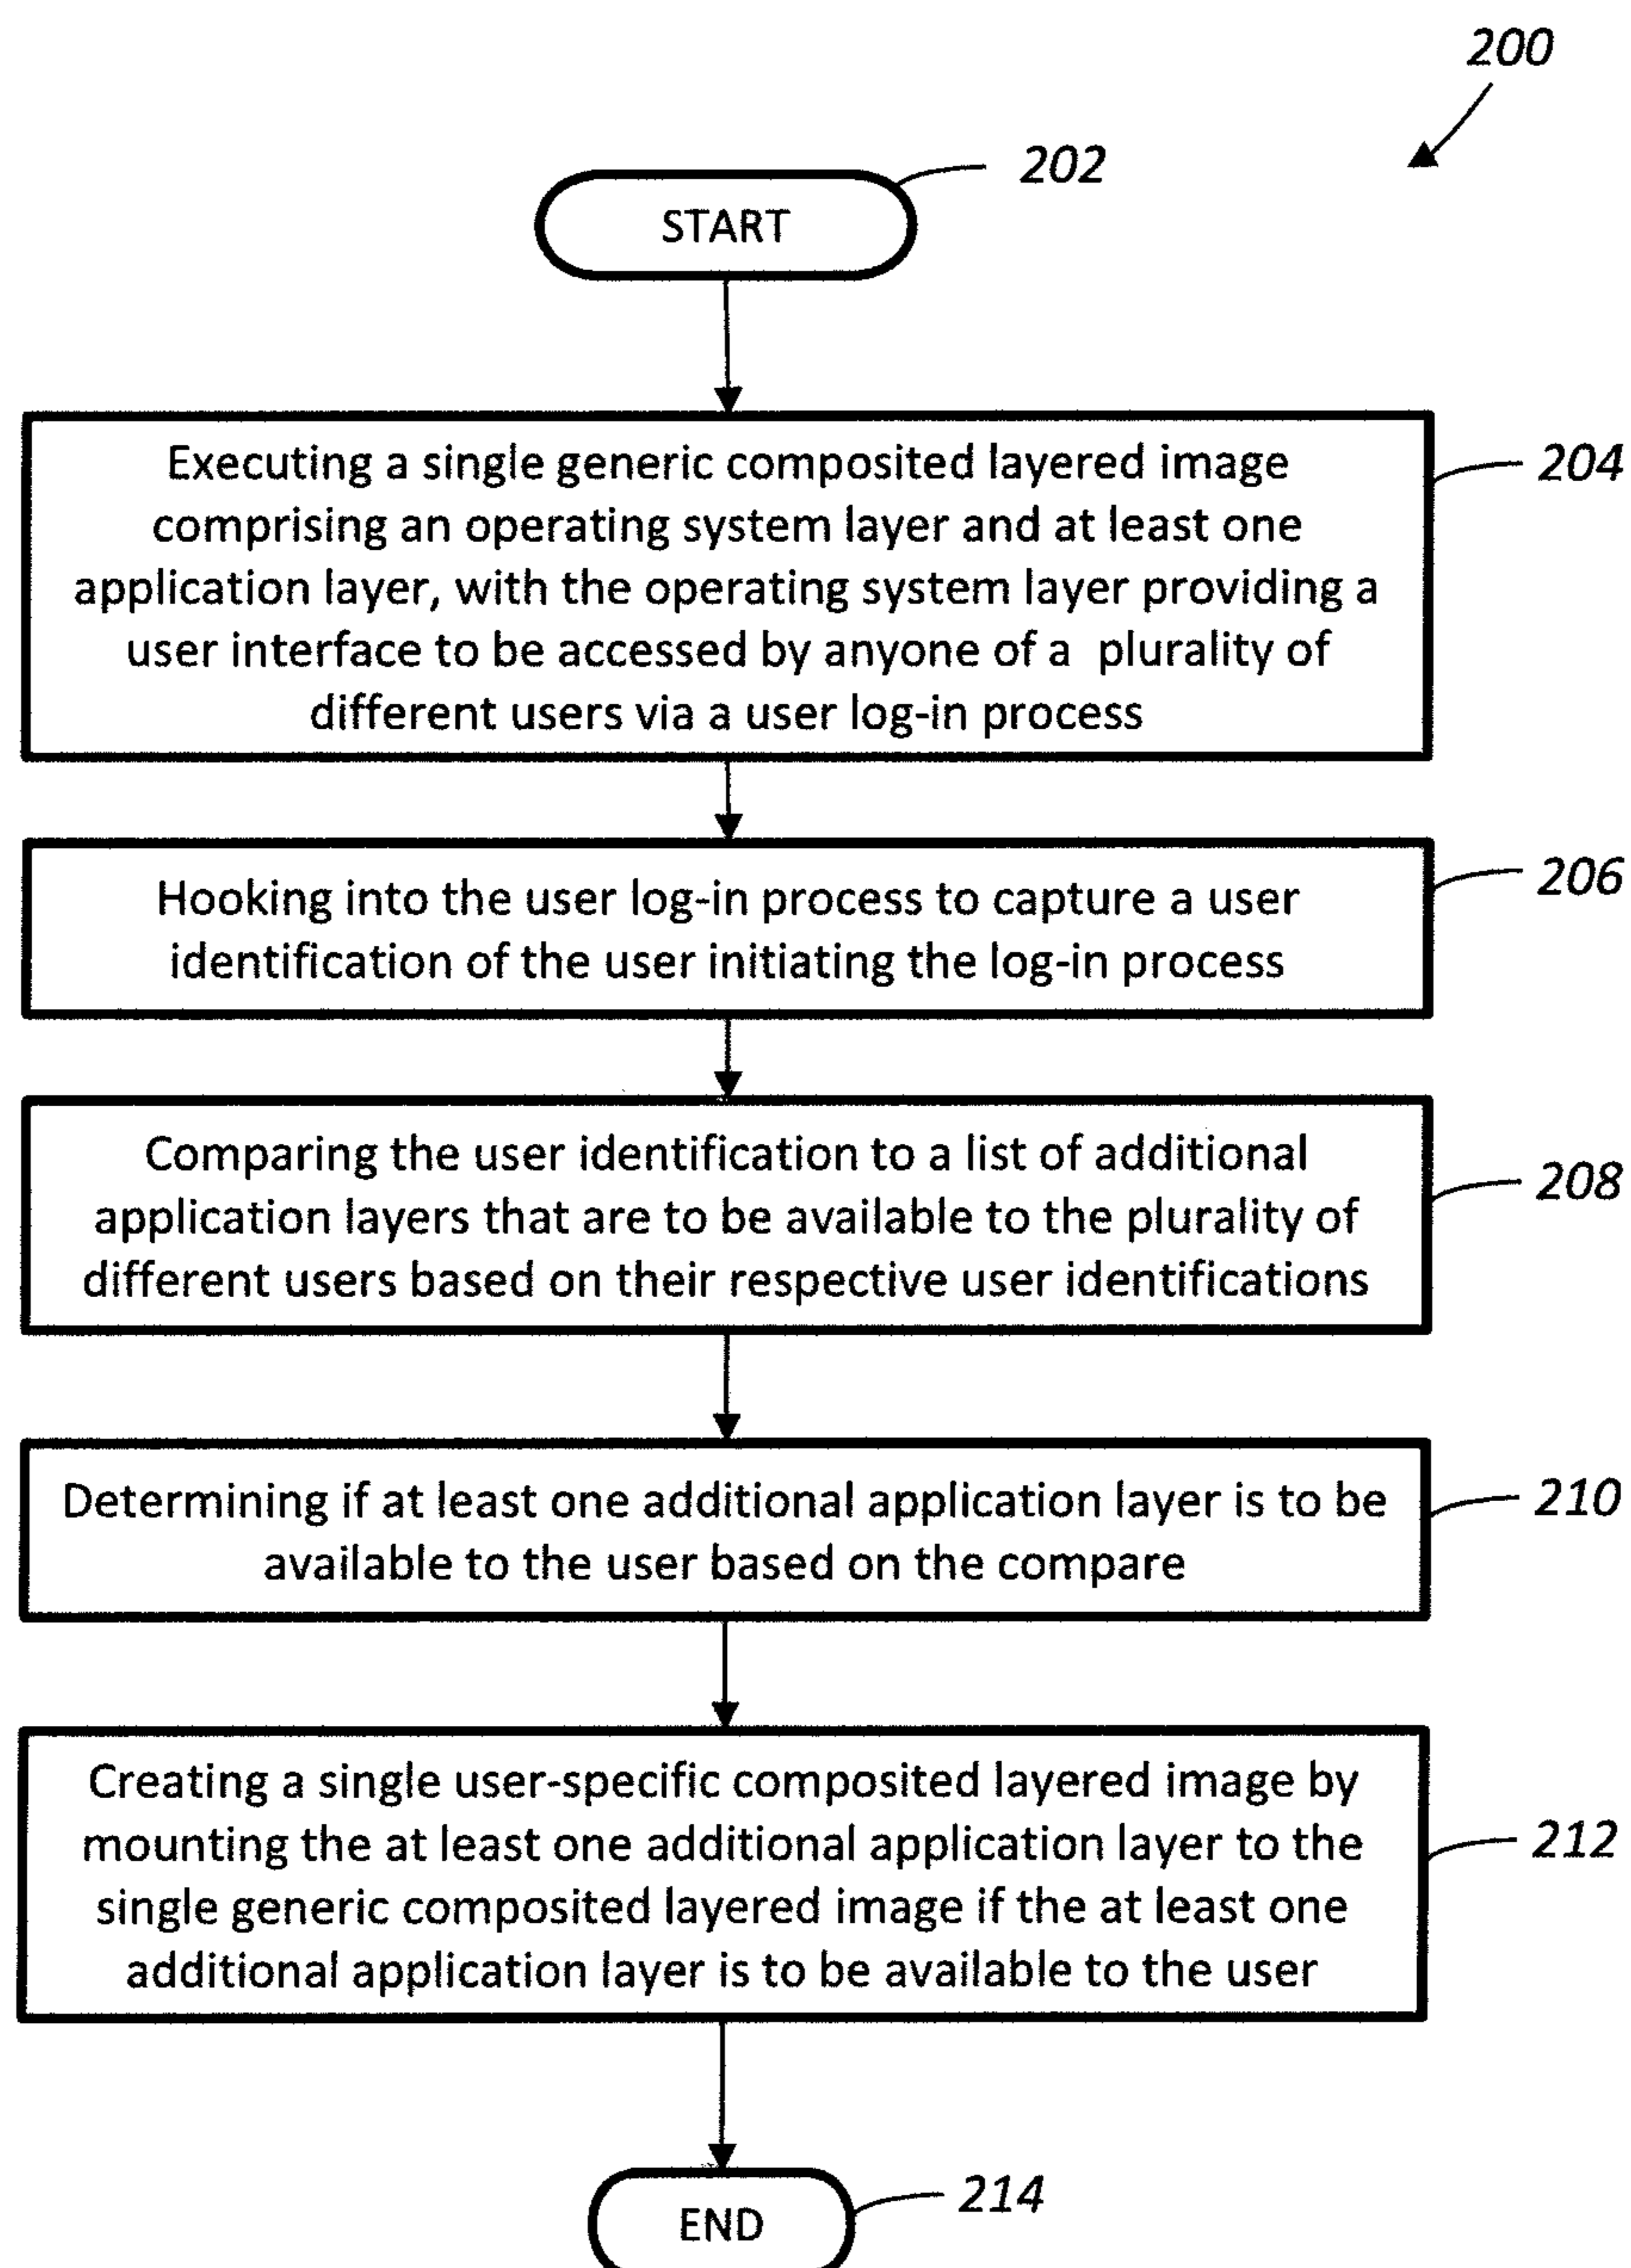 200
202
START
Executing a single generic composited layered image
comprising an operating system layer and at least one
application layer, with the operating system layer providing a
user interface to be accessed by anyone of a plurality of
different users via a user log-in process
204
Hooking into the user log-in process to capture a user
identification of the user initiating the log-in process
206
Comparing the user identification to a list of additional
application layers that are to be available to the plurality of
different users based on their respective user identifications
208
Determining if at least one additional application layer is to be
available to the user based on the compare
210
Creating a single user-specific composited layered image by
mounting the at least one additional application layer to the
single generic composited layered image if the at least one
additional application layer is to be available to the user
212
END
214